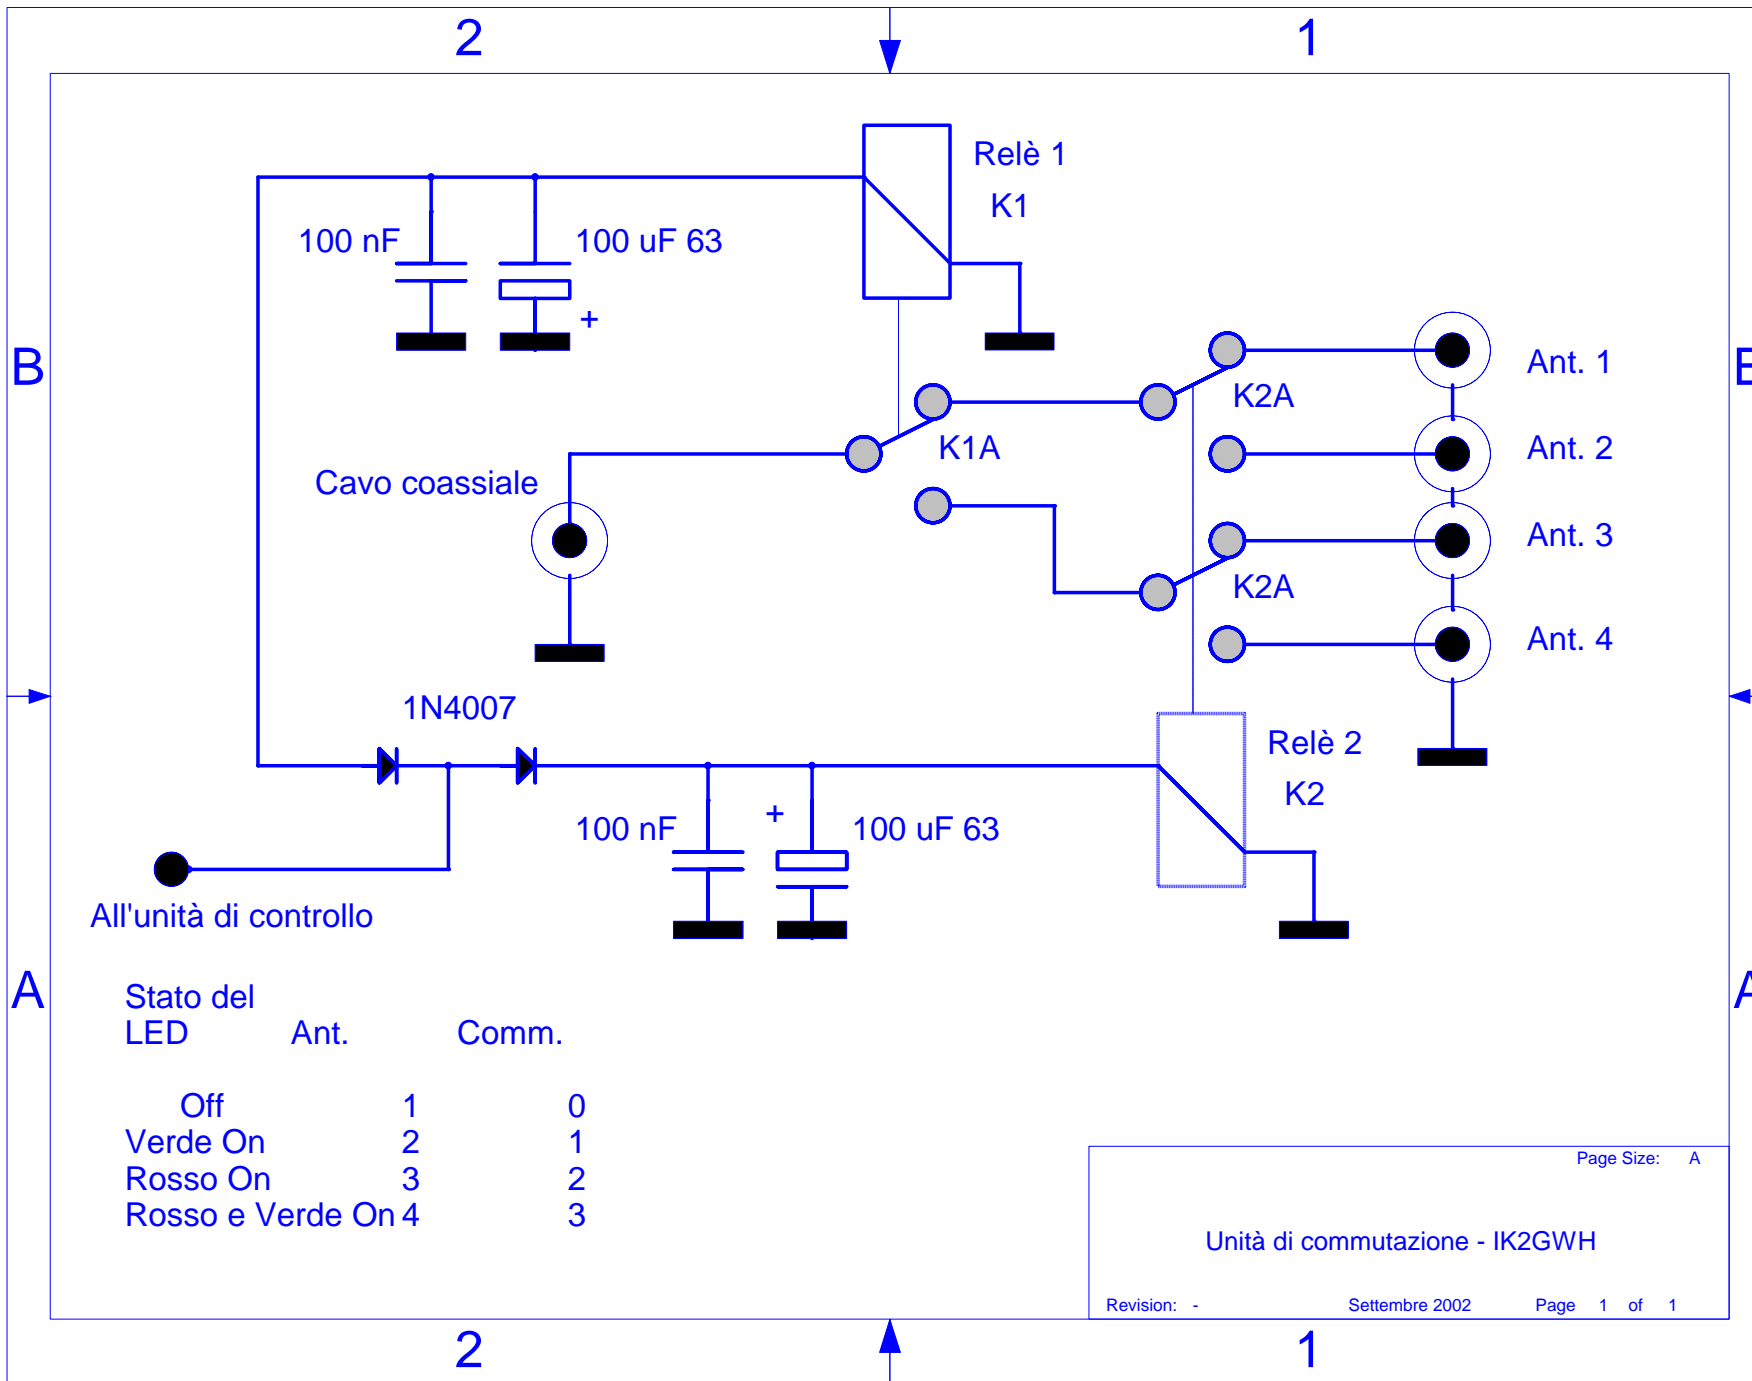 2 1
Relè 1
K1
100 nF 100 uF 63
+
B B
Ant. 1
K2A
K1A Ant. 2
Cavo coassiale
Ant. 3
K2A
Ant. 4
1N4007
Relè 2
K2
100 nF + 100 uF 63
All'unità di controllo
A A
Stato del
LED Ant. Comm.
Off 1 0
Verde On 2 1
Rosso On 3 2
Rosso e Verde On 4 3
Page Size: A
Unità di commutazione - IK2GWH
Revision: - Settembre 2002 Page 1 of 1
2 1